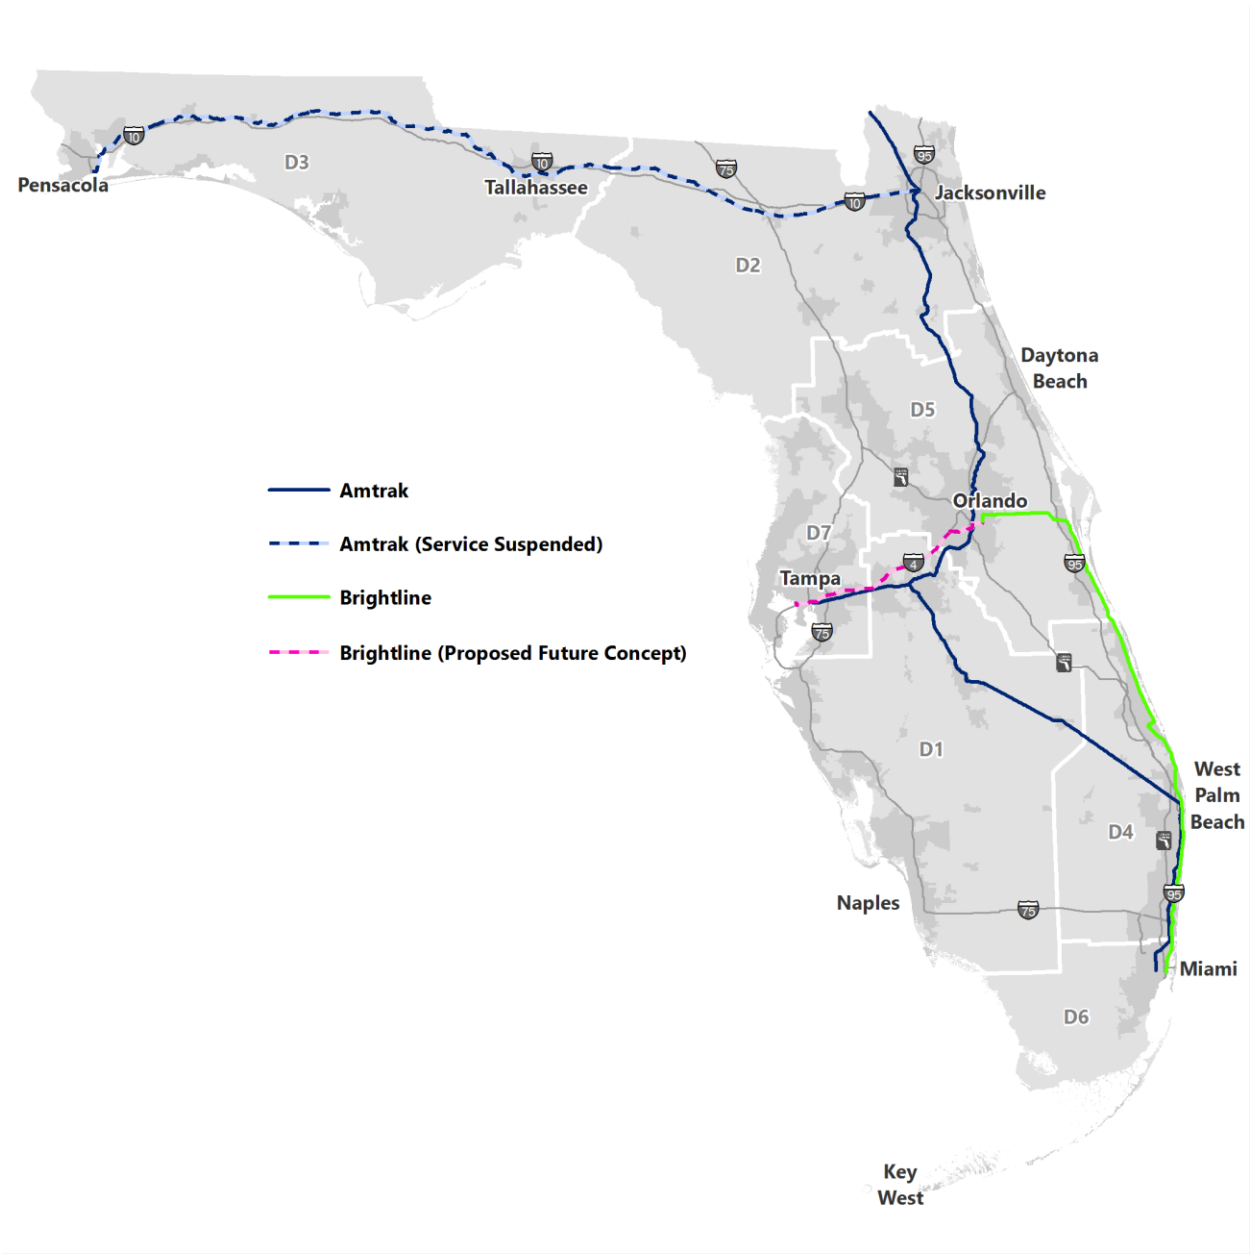 10
D3
Pensacola
10
Tallahassee
75
10
95
Jacksonville
D2
Daytona
Beach
D5
Orlando
Amtrak
Amtrak (Service Suspended)
Brightline
Brightline (Proposed Future Concept)
D7
4
95
Tampa
75
D1
West
Palm
Beach
D4
95
Naples
75
Miami
D6
Key
West